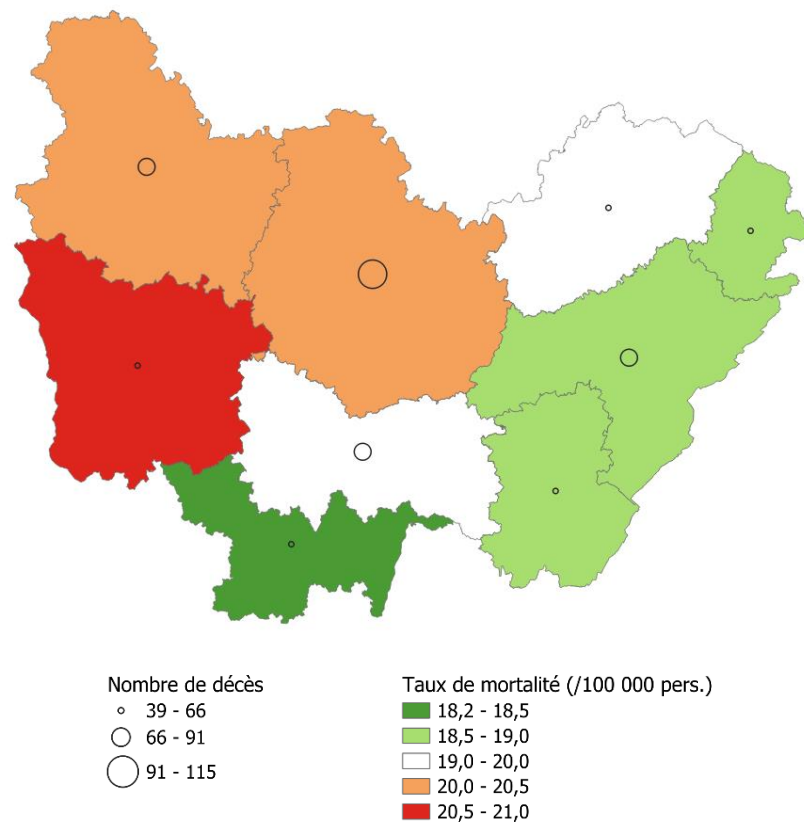 Nombre de décès
39 - 66
66 - 91
91 - 115
Taux de mortalité (/100 000 pers.)
18,2 - 18,5
18,5 - 19,0
19,0 - 20,0
20,0 - 20,5
20,5 - 21,0